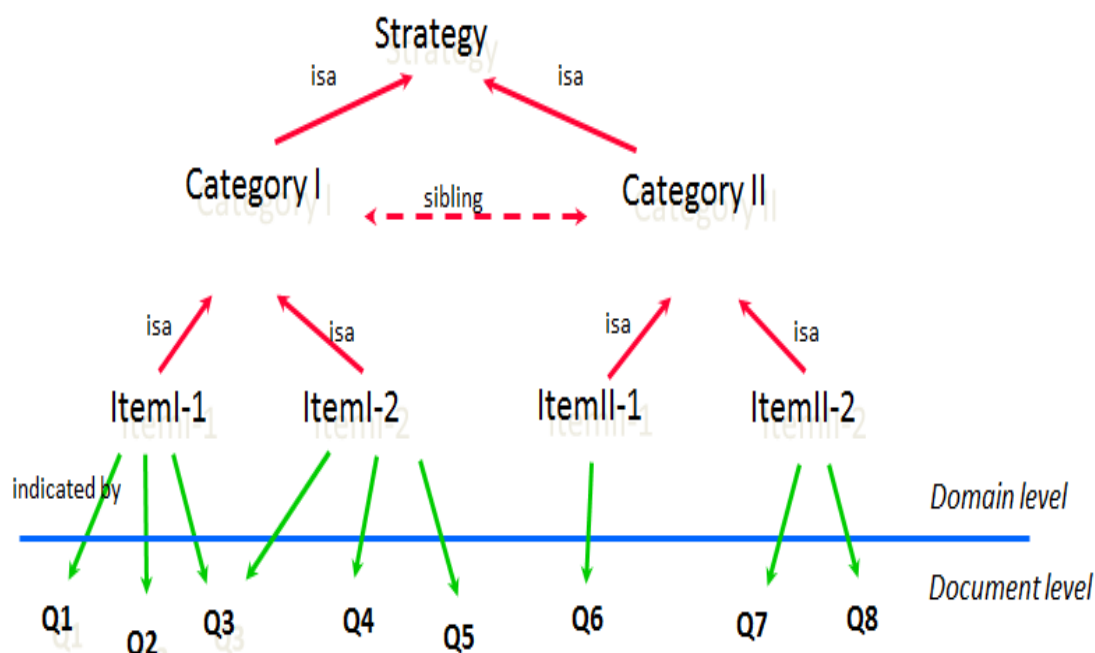 Strategy
isa
isa
Category I
Category II
sibling
isa
isa
isa
isa
ItemI-1
ItemI-2
ItemII-1
ItemII-2
indicated by
Domain level
Document level
Q1
Q2
Q3
Q4
Q5
Q6
Q7
Q8